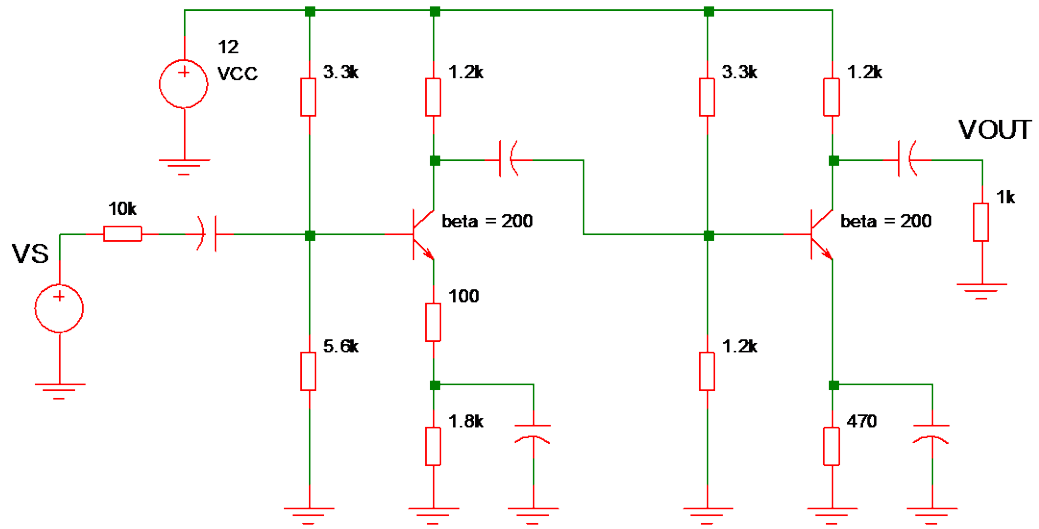 12
VCC
3.3k
1.2k
3.3k
1.2k
VOUT
10k
beta = 200
beta = 200
1k
VS
100
5.6k
1.2k
1.8k
470